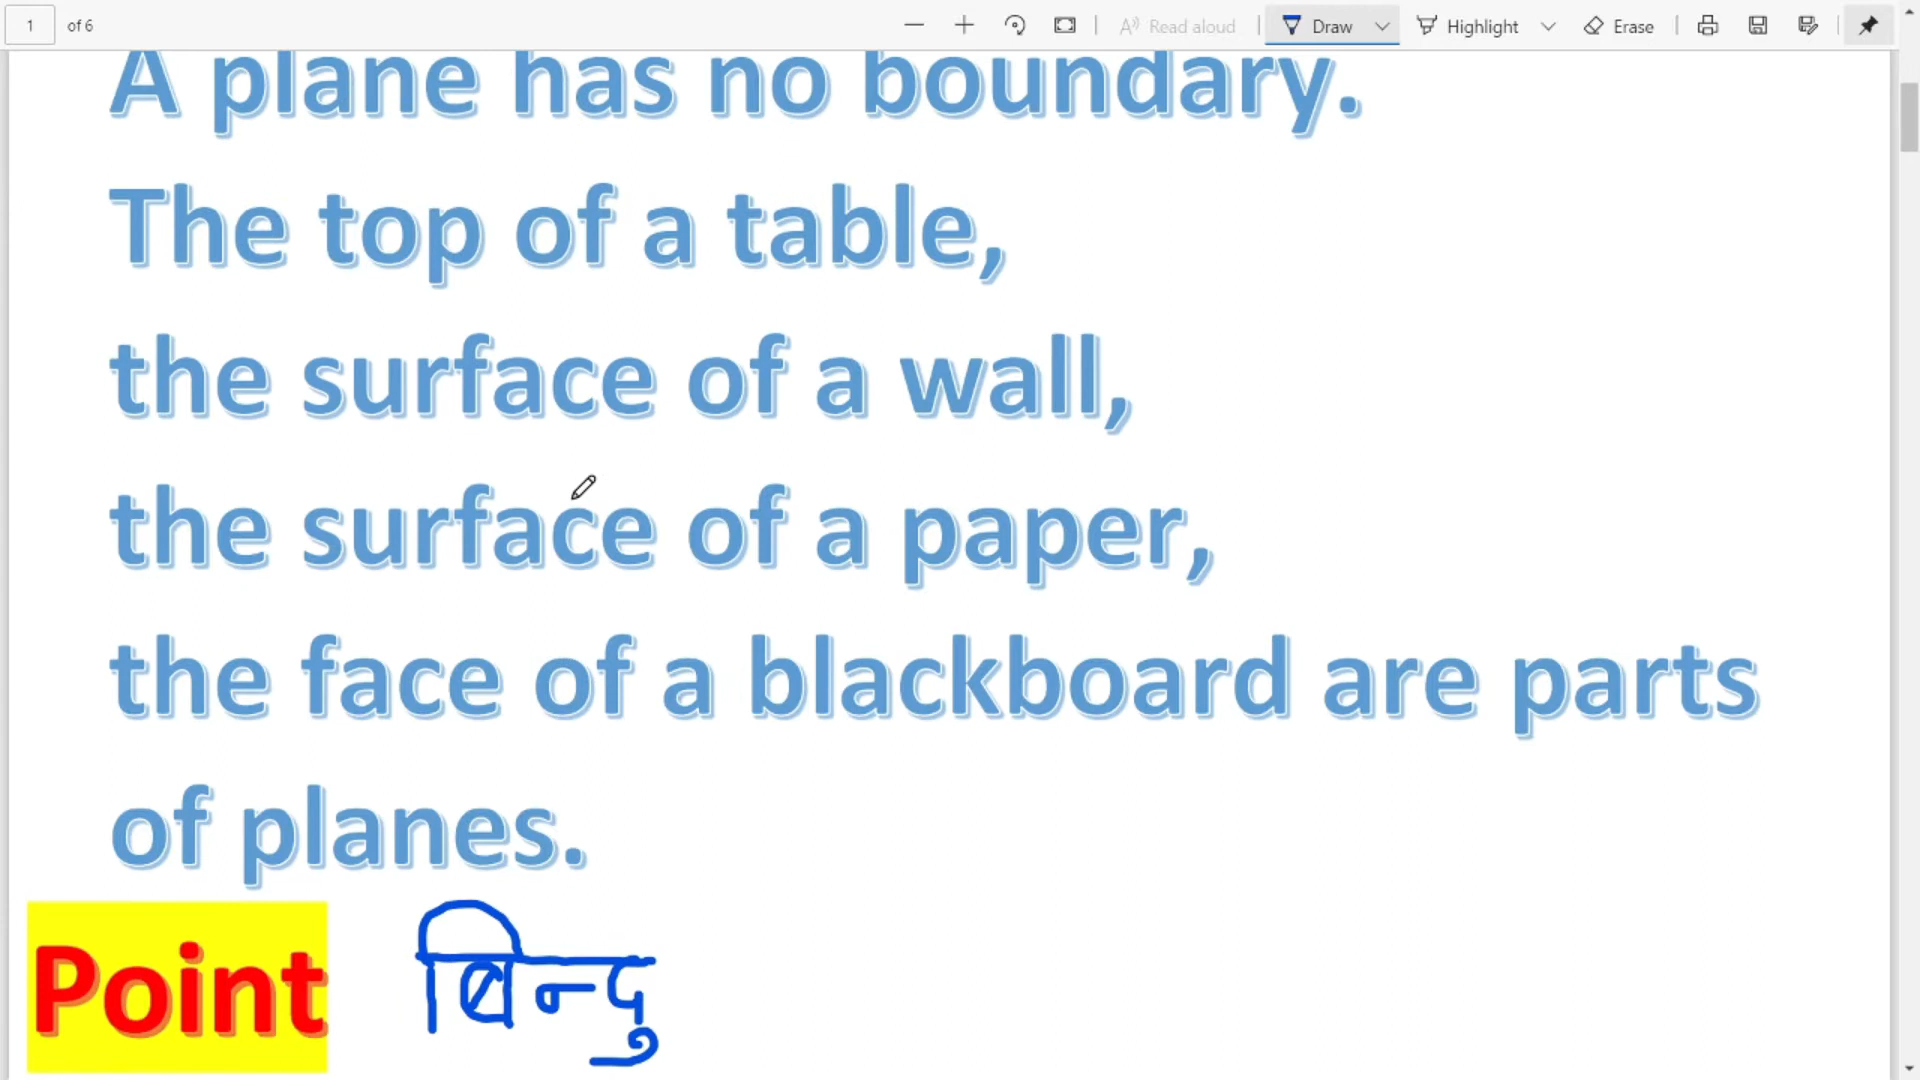 1 of 6 Read aloud Draw Highlight Erase
A plane has no boundary.
The top of a table,
the surface of a wall,
the surface of a paper,
the face of a blackboard are parts
of planes.
Point बिन्दु